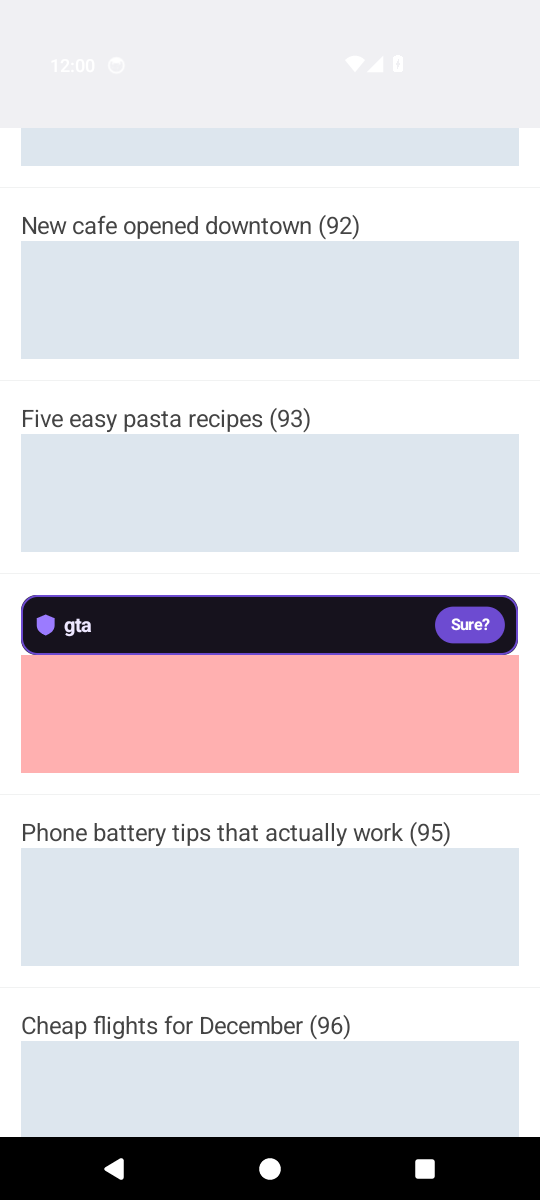 12:00
New cafe opened downtown (92)
Five easy pasta recipes (93)
gta
Sure?
Phone battery tips that actually work (95)
Cheap flights for December (96)